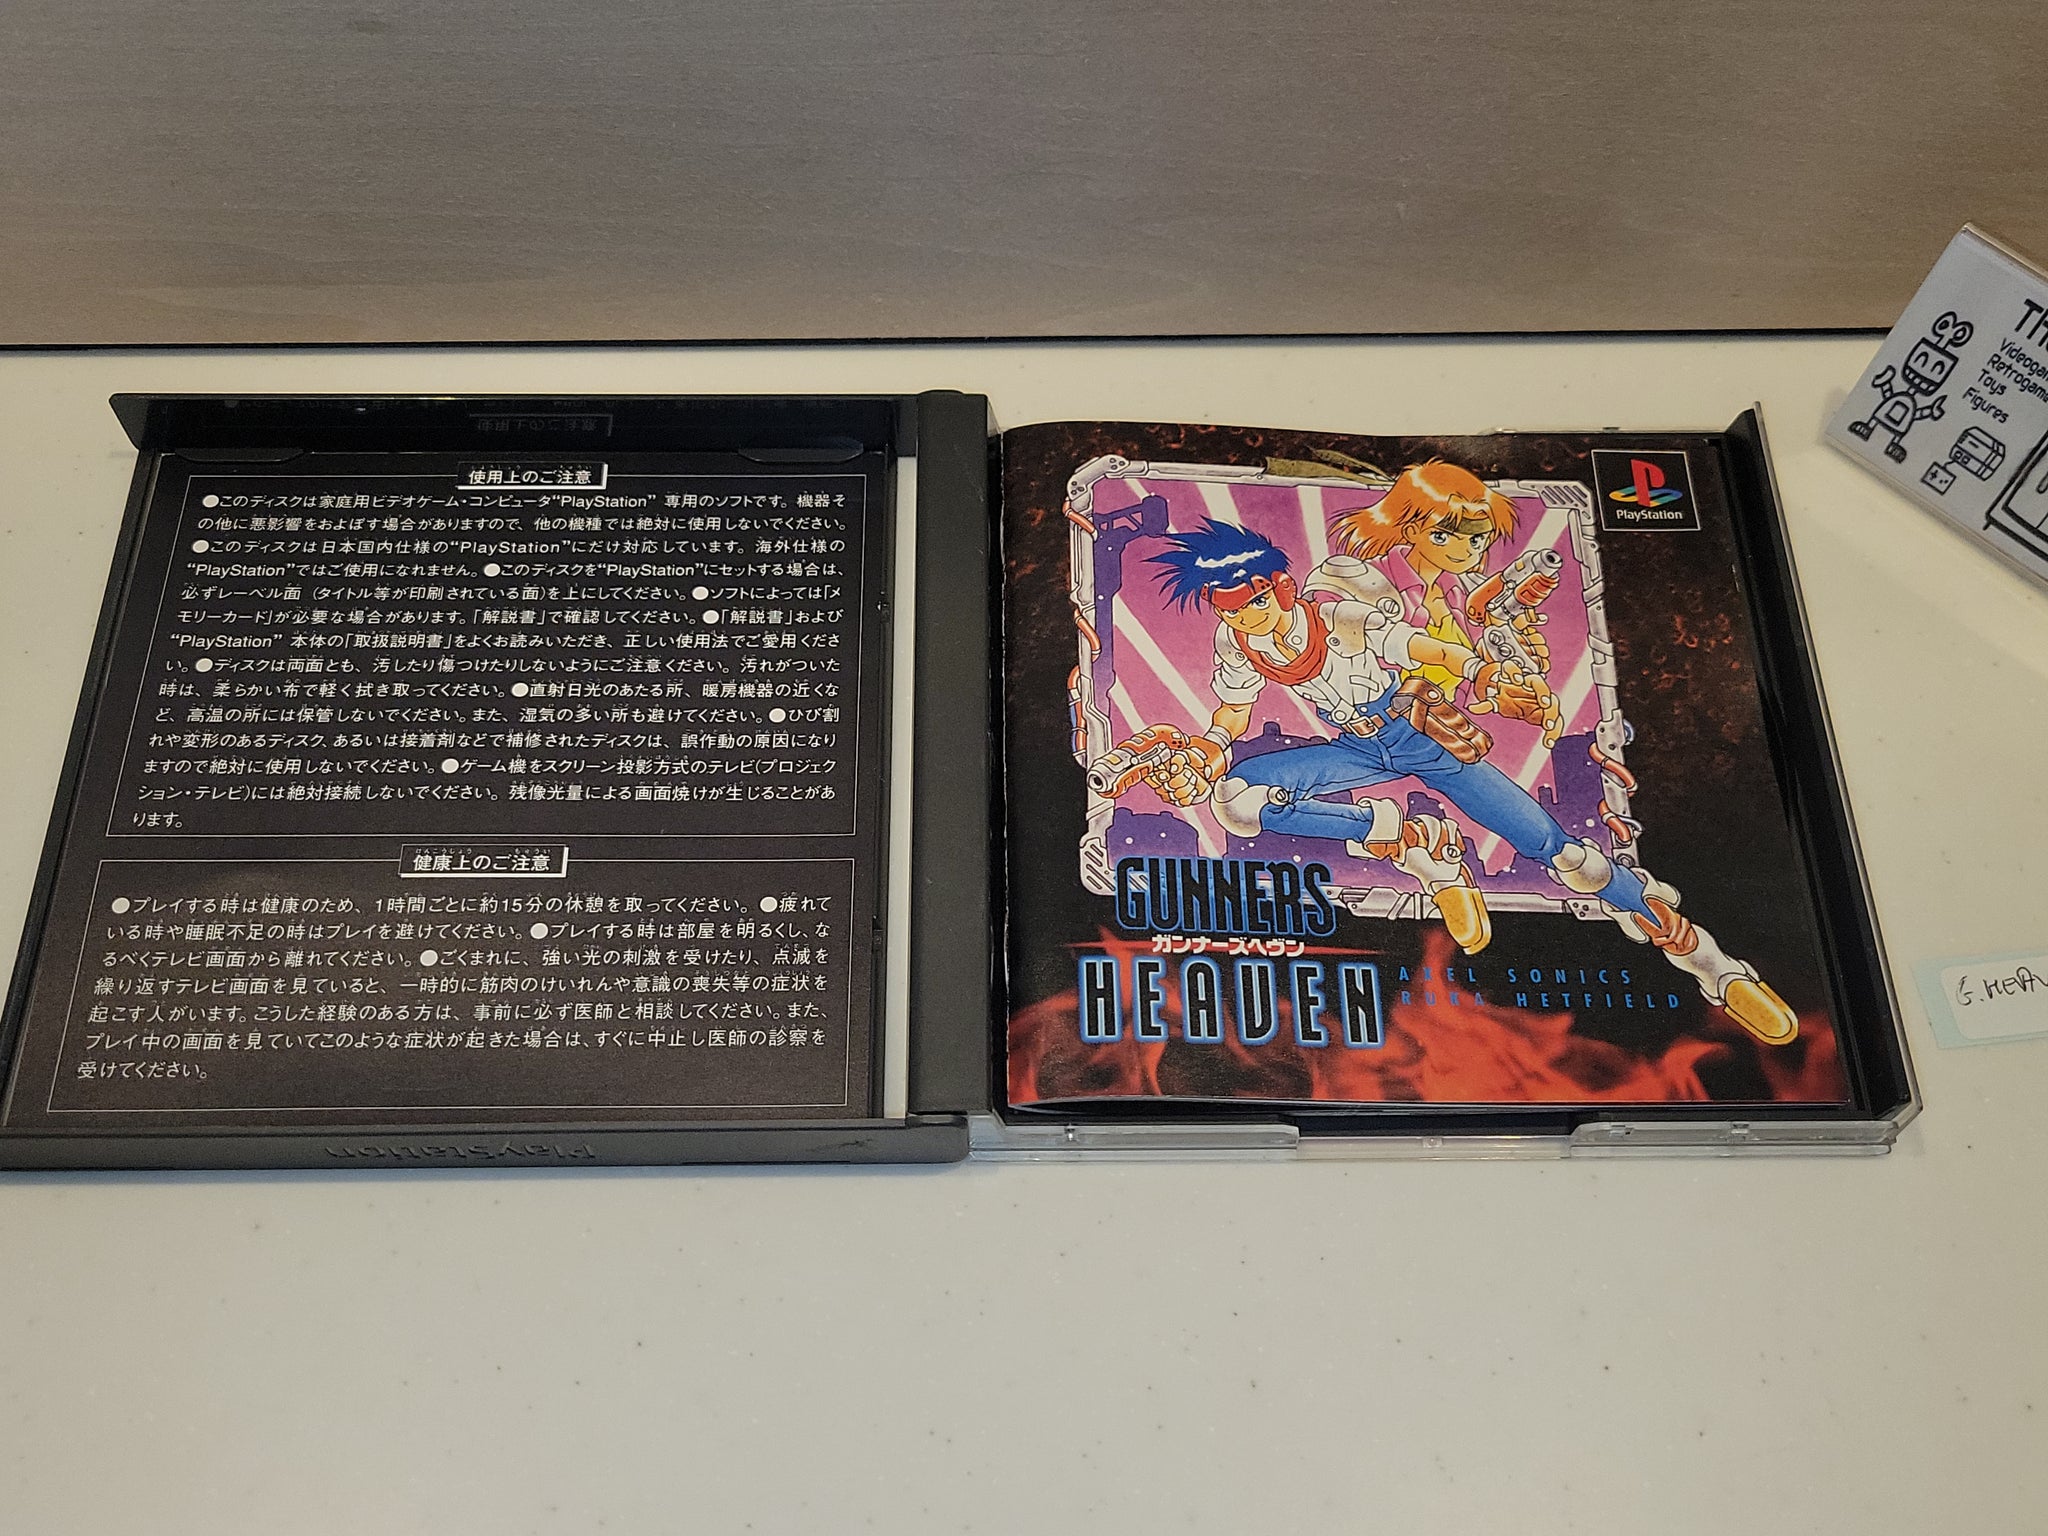 使用上のご注意
●このディスクは家庭用ビデオゲーム・コンピュータ“PlayStation” 専用のソフトです。機器そ
の他に悪影響をおよぼす場合がありますので、他の機種では絶対に使用しないでください。
●このディスクは日本国内仕様の“PlayStation”にだけ対応しています。海外仕様の
“PlayStation”ではご使用になれません。●このディスクを“PlayStation”にセットする場合は、
必ずレーベル面 (タイトル等が印刷されている面)を上にしてください。●ソフトによっては「メ
モリーカード」が必要な場合があります。「解説書」で確認してください。●「解説書」および
“PlayStation” 本体の「取扱説明書」をよくお読みいただき、正しい使用法でご愛用くださ
い。●ディスクは両面とも、汚したり傷つけたりしないようにご注意ください。汚れがついた
時は、柔らかい布で軽く拭き取ってください。●直射日光のあたる所、暖房機器の近くな
ど、高温の所には保管しないでください。また、湿気の多い所も避けてください。●ひび割
れや変形のあるディスク、あるいは接着剤などで補修されたディスクは、誤作動の原因になり
ますので絶対に使用しないでください。●ゲーム機をスクリーン投影方式のテレビ(プロジェク
ション・テレビ)には絶対接続しないでください。残像光量による画面焼けが生じることがあ
ります。
けんこうじょう ちゅうい
健康上のご注意
●プレイする時は健康のため、1時間ごとに約15分の休憩を取ってください。●疲れて
いる時や睡眠不足の時はプレイを避けてください。●プレイする時は部屋を明るくし、な
るべくテレビ画面から離れてください。●ごくまれに、強い光の刺激を受けたり、点滅を
繰り返すテレビ画面を見ていると、一時的に筋肉のけいれんや意識の喪失等の症状を
起こす人がいます。こうした経験のある方は、事前に必ず医師と相談してください。また、
プレイ中の画面を見ていてこのような症状が起きた場合は、すぐに中止し医師の診察を
受けてください。
PlayStation
PlayStation
GUNNERS
ガンナーズヘヴン
HEAVEN
AXEL SONICS
RUKA HETFIELD
Toys
Figures